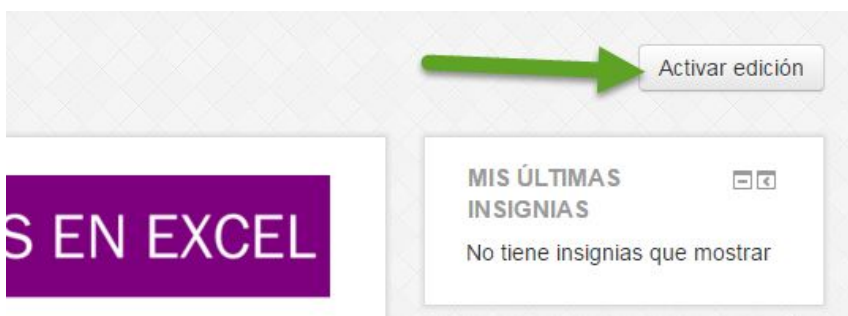 Activar edición
MIS ÚLTIMAS
INSIGNIAS
S EN EXCEL
No tiene insignias que mostrar